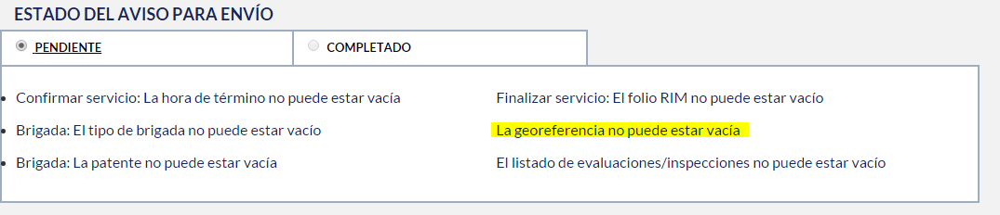 ESTADO DEL AVISO PARA ENVÍO
PENDIENTE
COMPLETADO
Confirmar servicio: La hora de término no puede estar vacía
Finalizar servicio: El folio RIM no puede estar vacío
Brigada: El tipo de brigada no puede estar vacío
La georeferencia no puede estar vacía
Brigada: La patente no puede estar vacía
El listado de evaluaciones/inspecciones no puede estar vacío